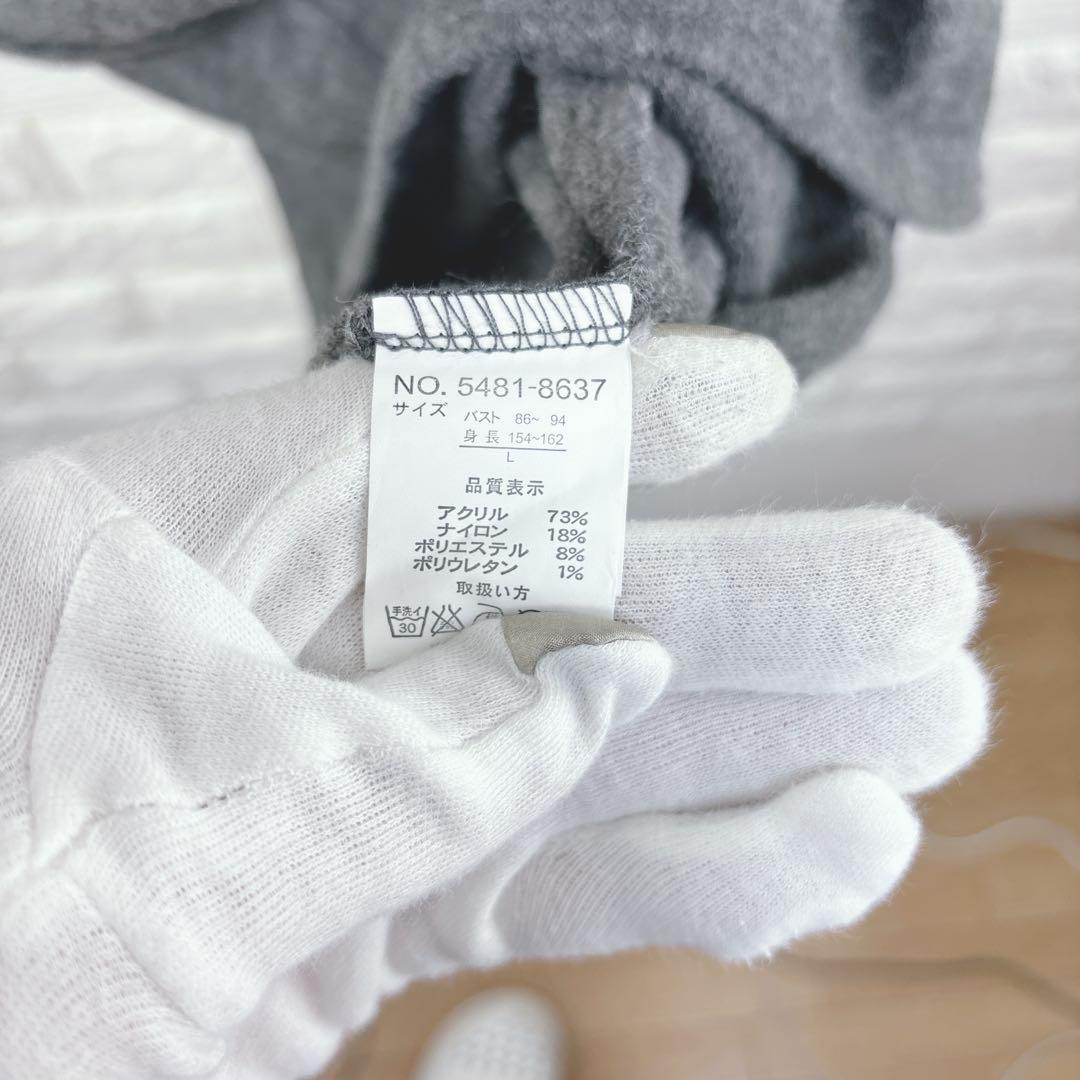 NO. 5481-8637
サイズ バスト 86~ 94
身長 154~162
L
品質表示
アクリル 73%
ナイロン 18%
ポリエステル 8%
ポリウレタン 1%
取扱い方
手洗イ
30